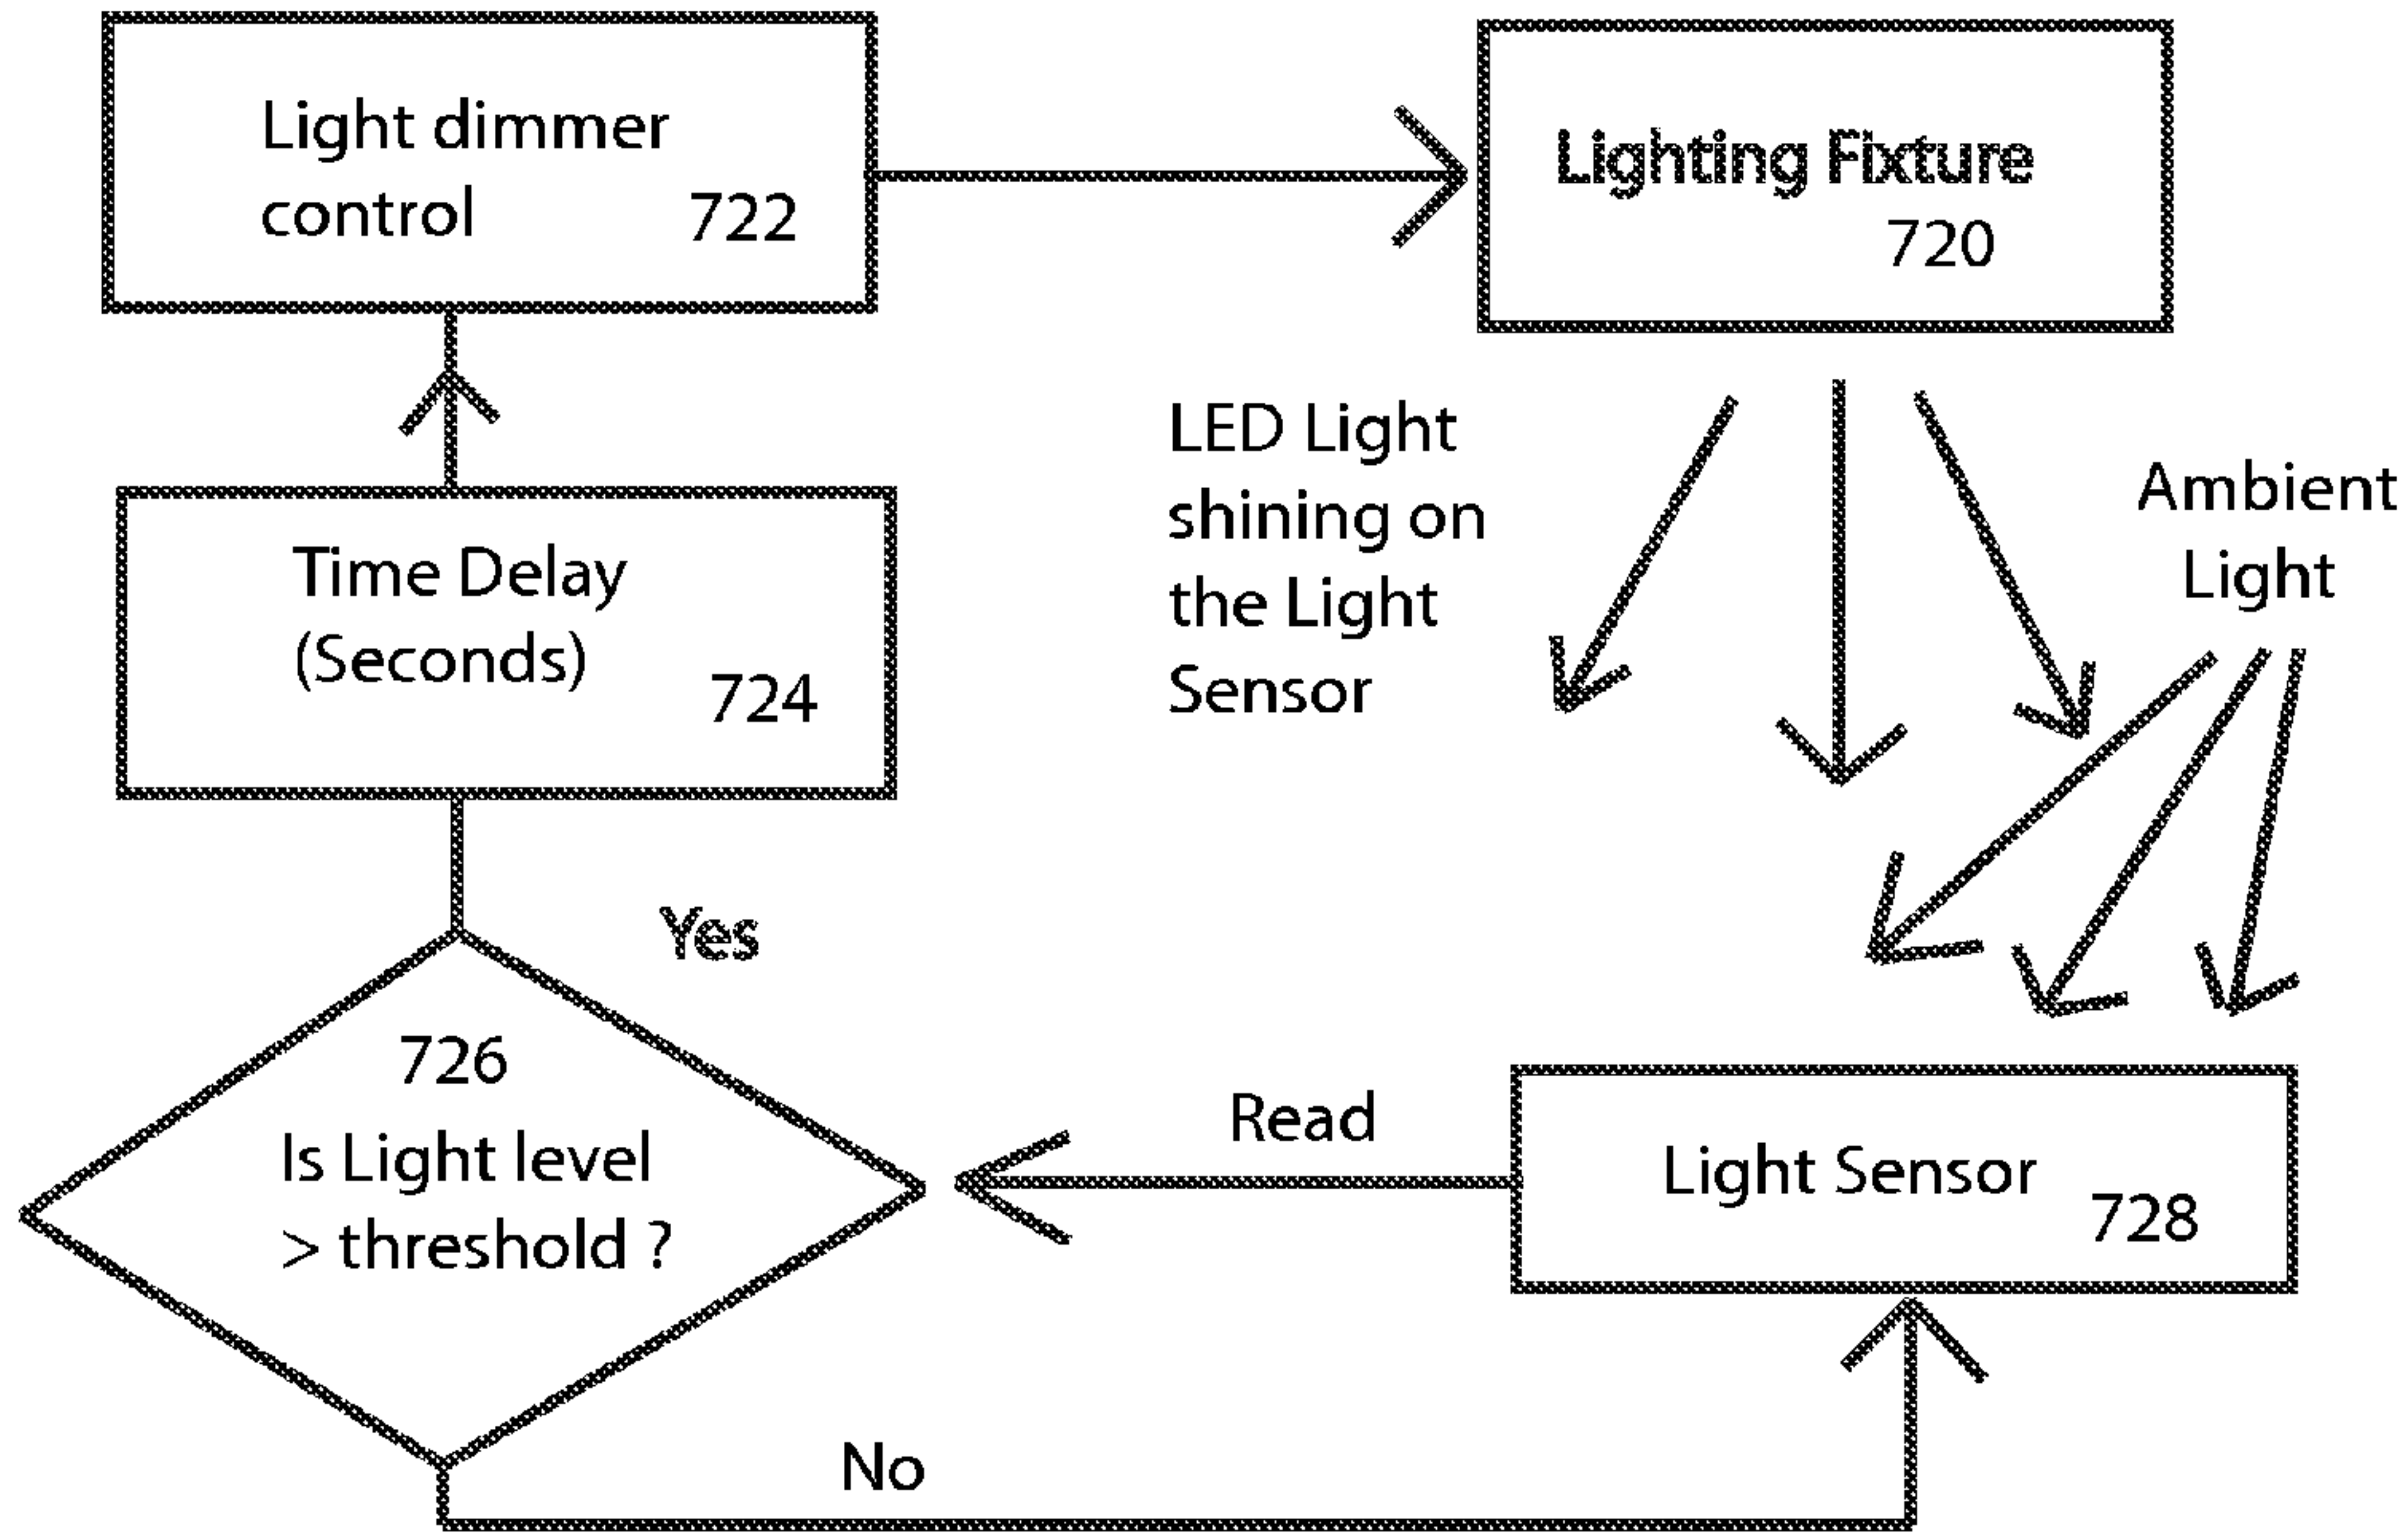 Light dimmer
control
722
Lighting Fixture
720
LED Light
shining on
the Light
Sensor
Ambient
Light
Time Delay
(Seconds)
724
Yes
726
Is Light level
> threshold ?
Read
Light Sensor
728
No